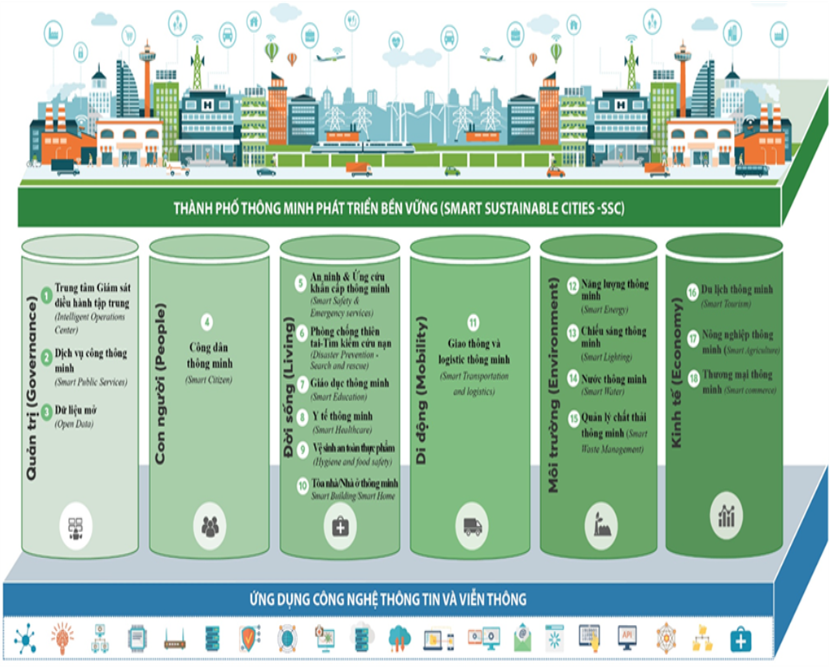 THÀNH PHỐ THÔNG MINH PHÁT TRIỂN BỀN VỮNG (SMART SUSTAINABLE CITIES -SSC)
Quản trị (Governance)
1 Trung tâm Giám sát
điều hành tập trung
(Intelligent Operations
Center)
2 Dịch vụ công thông
minh
(Smart Public Services)
3 Dữ liệu mở
(Open Data)
Con người (People)
4
Công dân
thông minh
(Smart Citizen)
Đời sống (Living)
5 An ninh & Ứng cứu
khẩn cấp thông minh
(Smart Safety &
Emergency services)
6 Phòng chống thiên
tai-Tìm kiếm cứu nạn
(Disaster Prevention -
Search and rescue)
7 Giáo dục thông minh
(Smart Education)
8 Y tế thông minh
(Smart Healthcare)
9 Vệ sinh an toàn thực phẩm
(Hygiene and food safety)
10 Tòa nhà/Nhà ở thông minh
Smart Building/Smart Home
Di động (Mobility)
11
Giao thông và
logistic thông minh
(Smart Transportation
and logistics)
Môi trường (Environment)
12 Năng lượng thông
minh
(Smart Energy)
13 Chiếu sáng thông
minh
(Smart Lighting)
14 Nước thông minh
(Smart Water)
15 Quản lý chất thải
thông minh (Smart
Waste Management)
Kinh tế (Economy)
16 Du lịch thông minh
(Smart Tourism)
17 Nông nghiệp thông
minh (Smart Agriculture)
18 Thương mại thông
minh (Smart commerce)
ỨNG DỤNG CÔNG NGHỆ THÔNG TIN VÀ VIỄN THÔNG
API